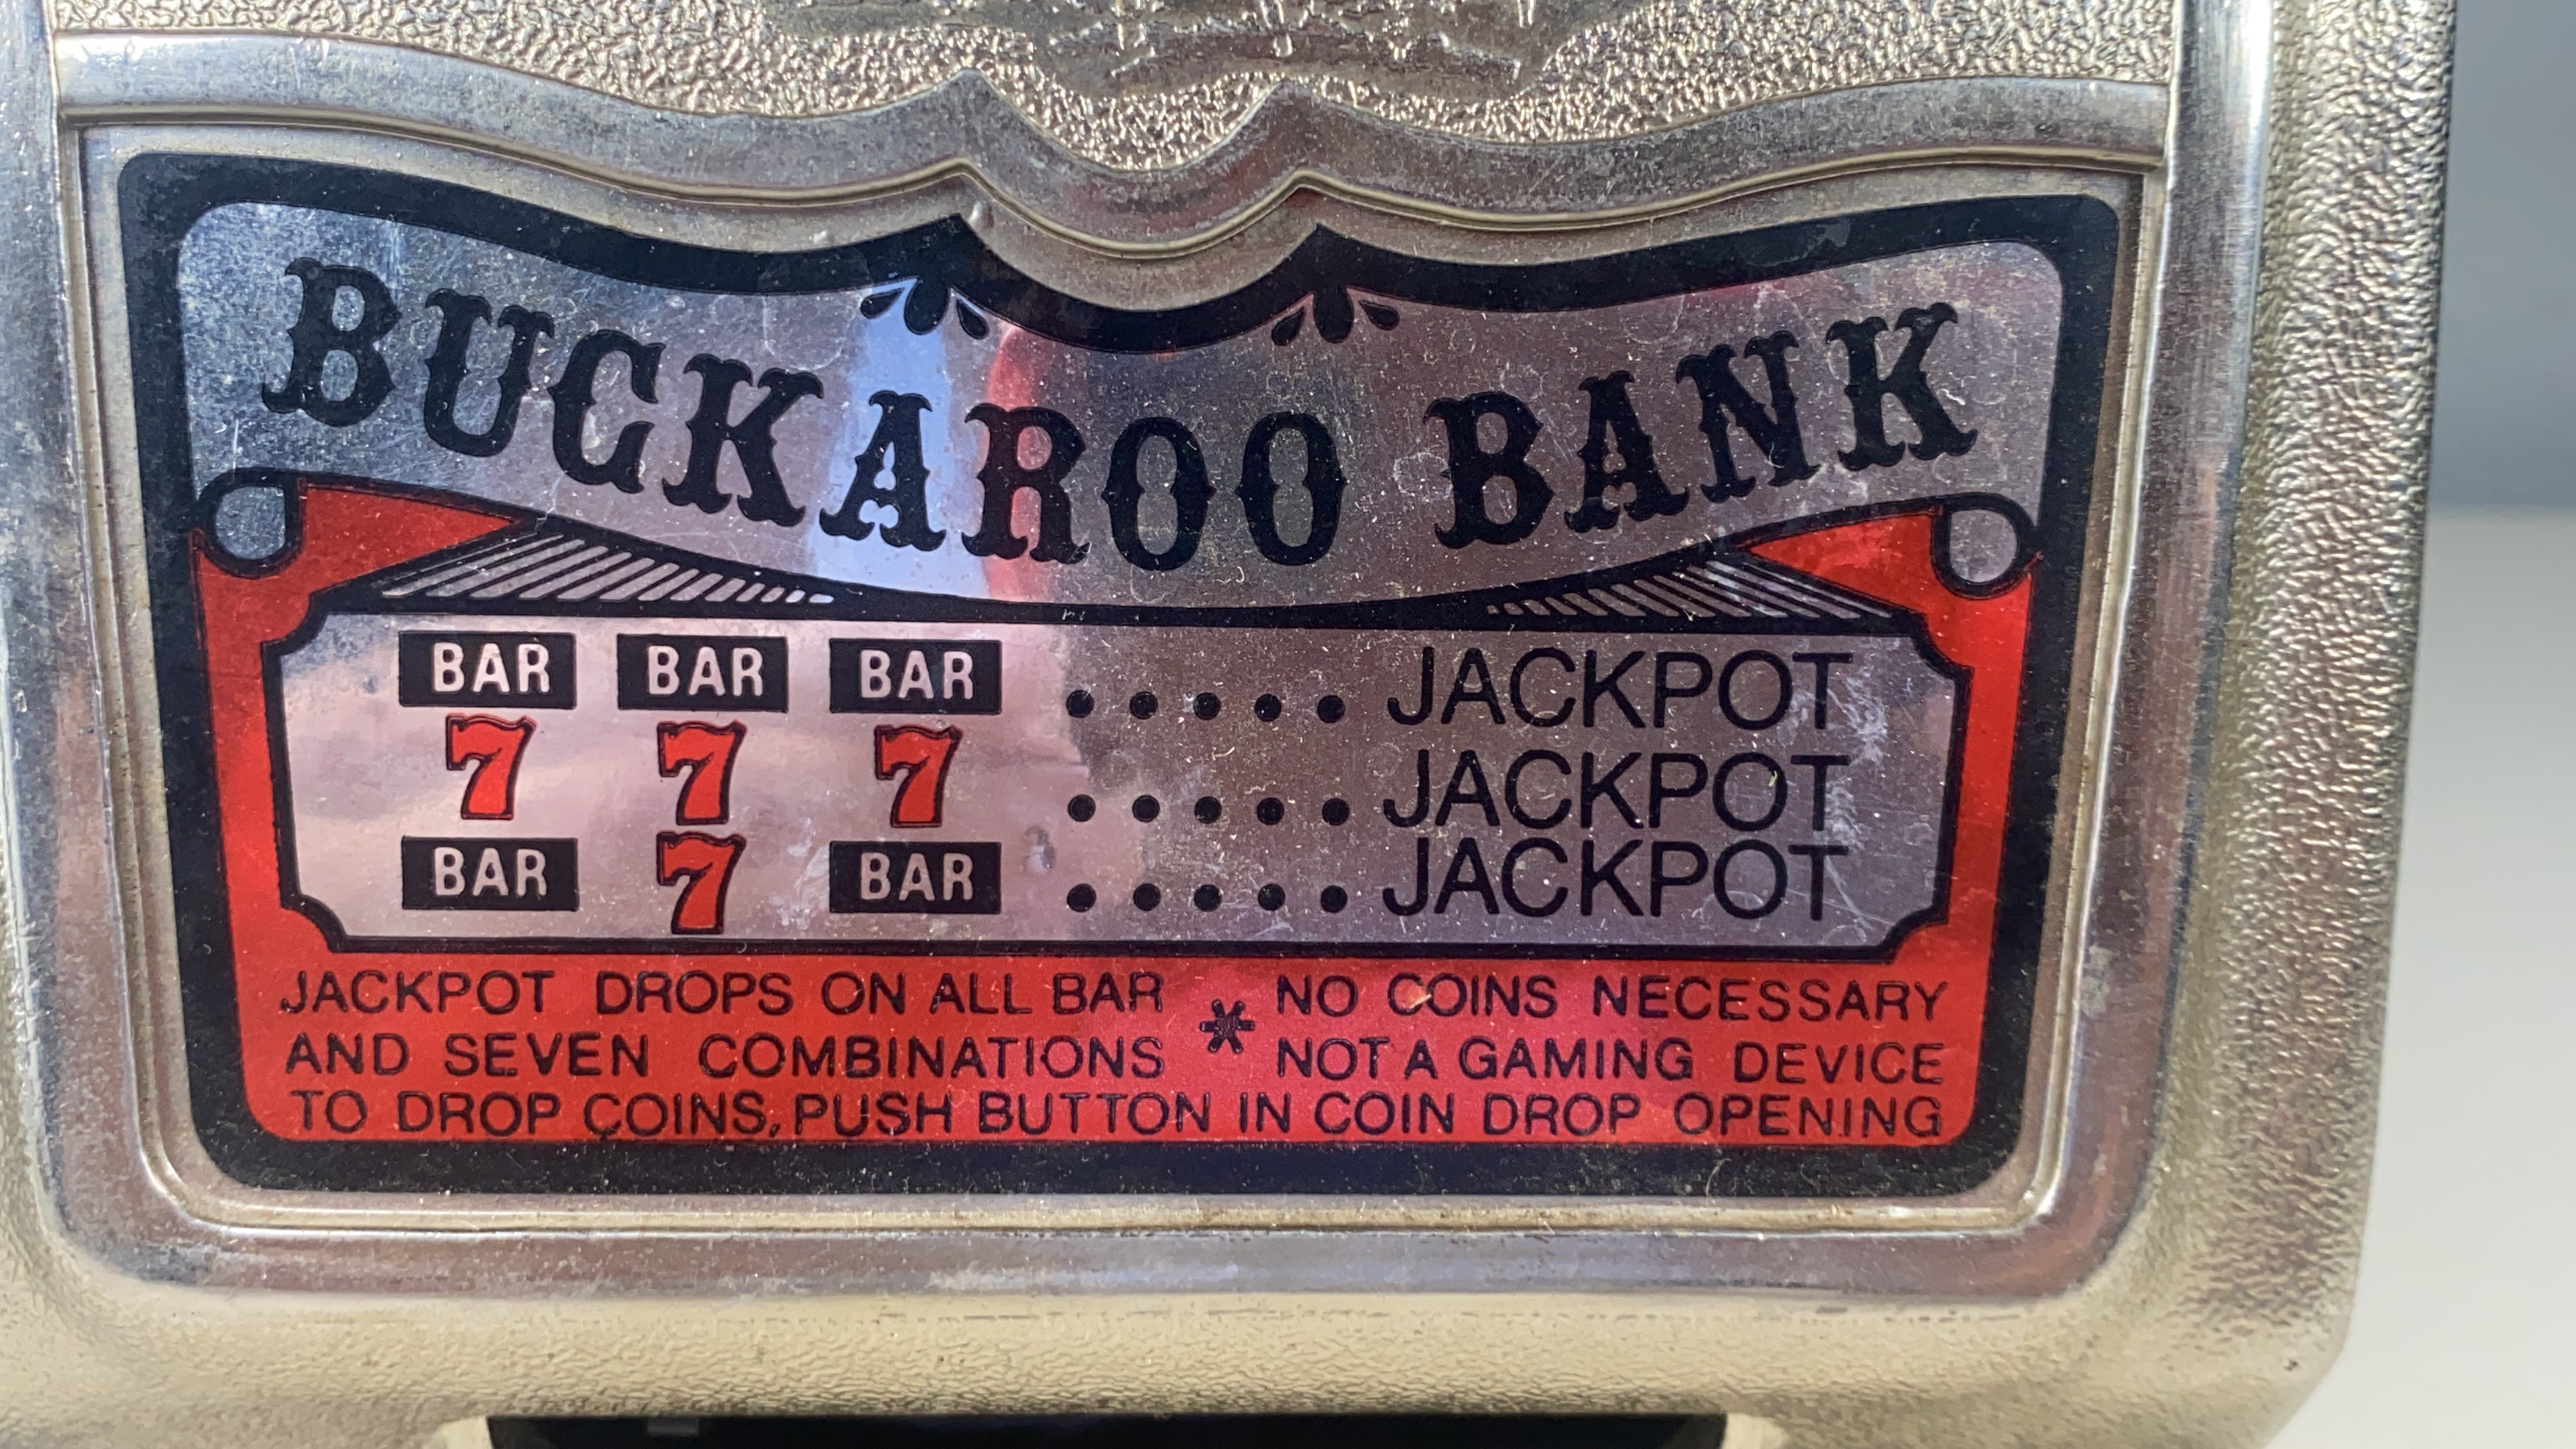 BUCKAROO BANK
BAR BAR BAR ..... JACKPOT
7 7 7 ..... JACKPOT
BAR 7 BAR ..... JACKPOT
JACKPOT DROPS ON ALL BAR * NO COINS NECESSARY
AND SEVEN COMBINATIONS NOT A GAMING DEVICE
TO DROP COINS, PUSH BUTTON IN COIN DROP OPENING